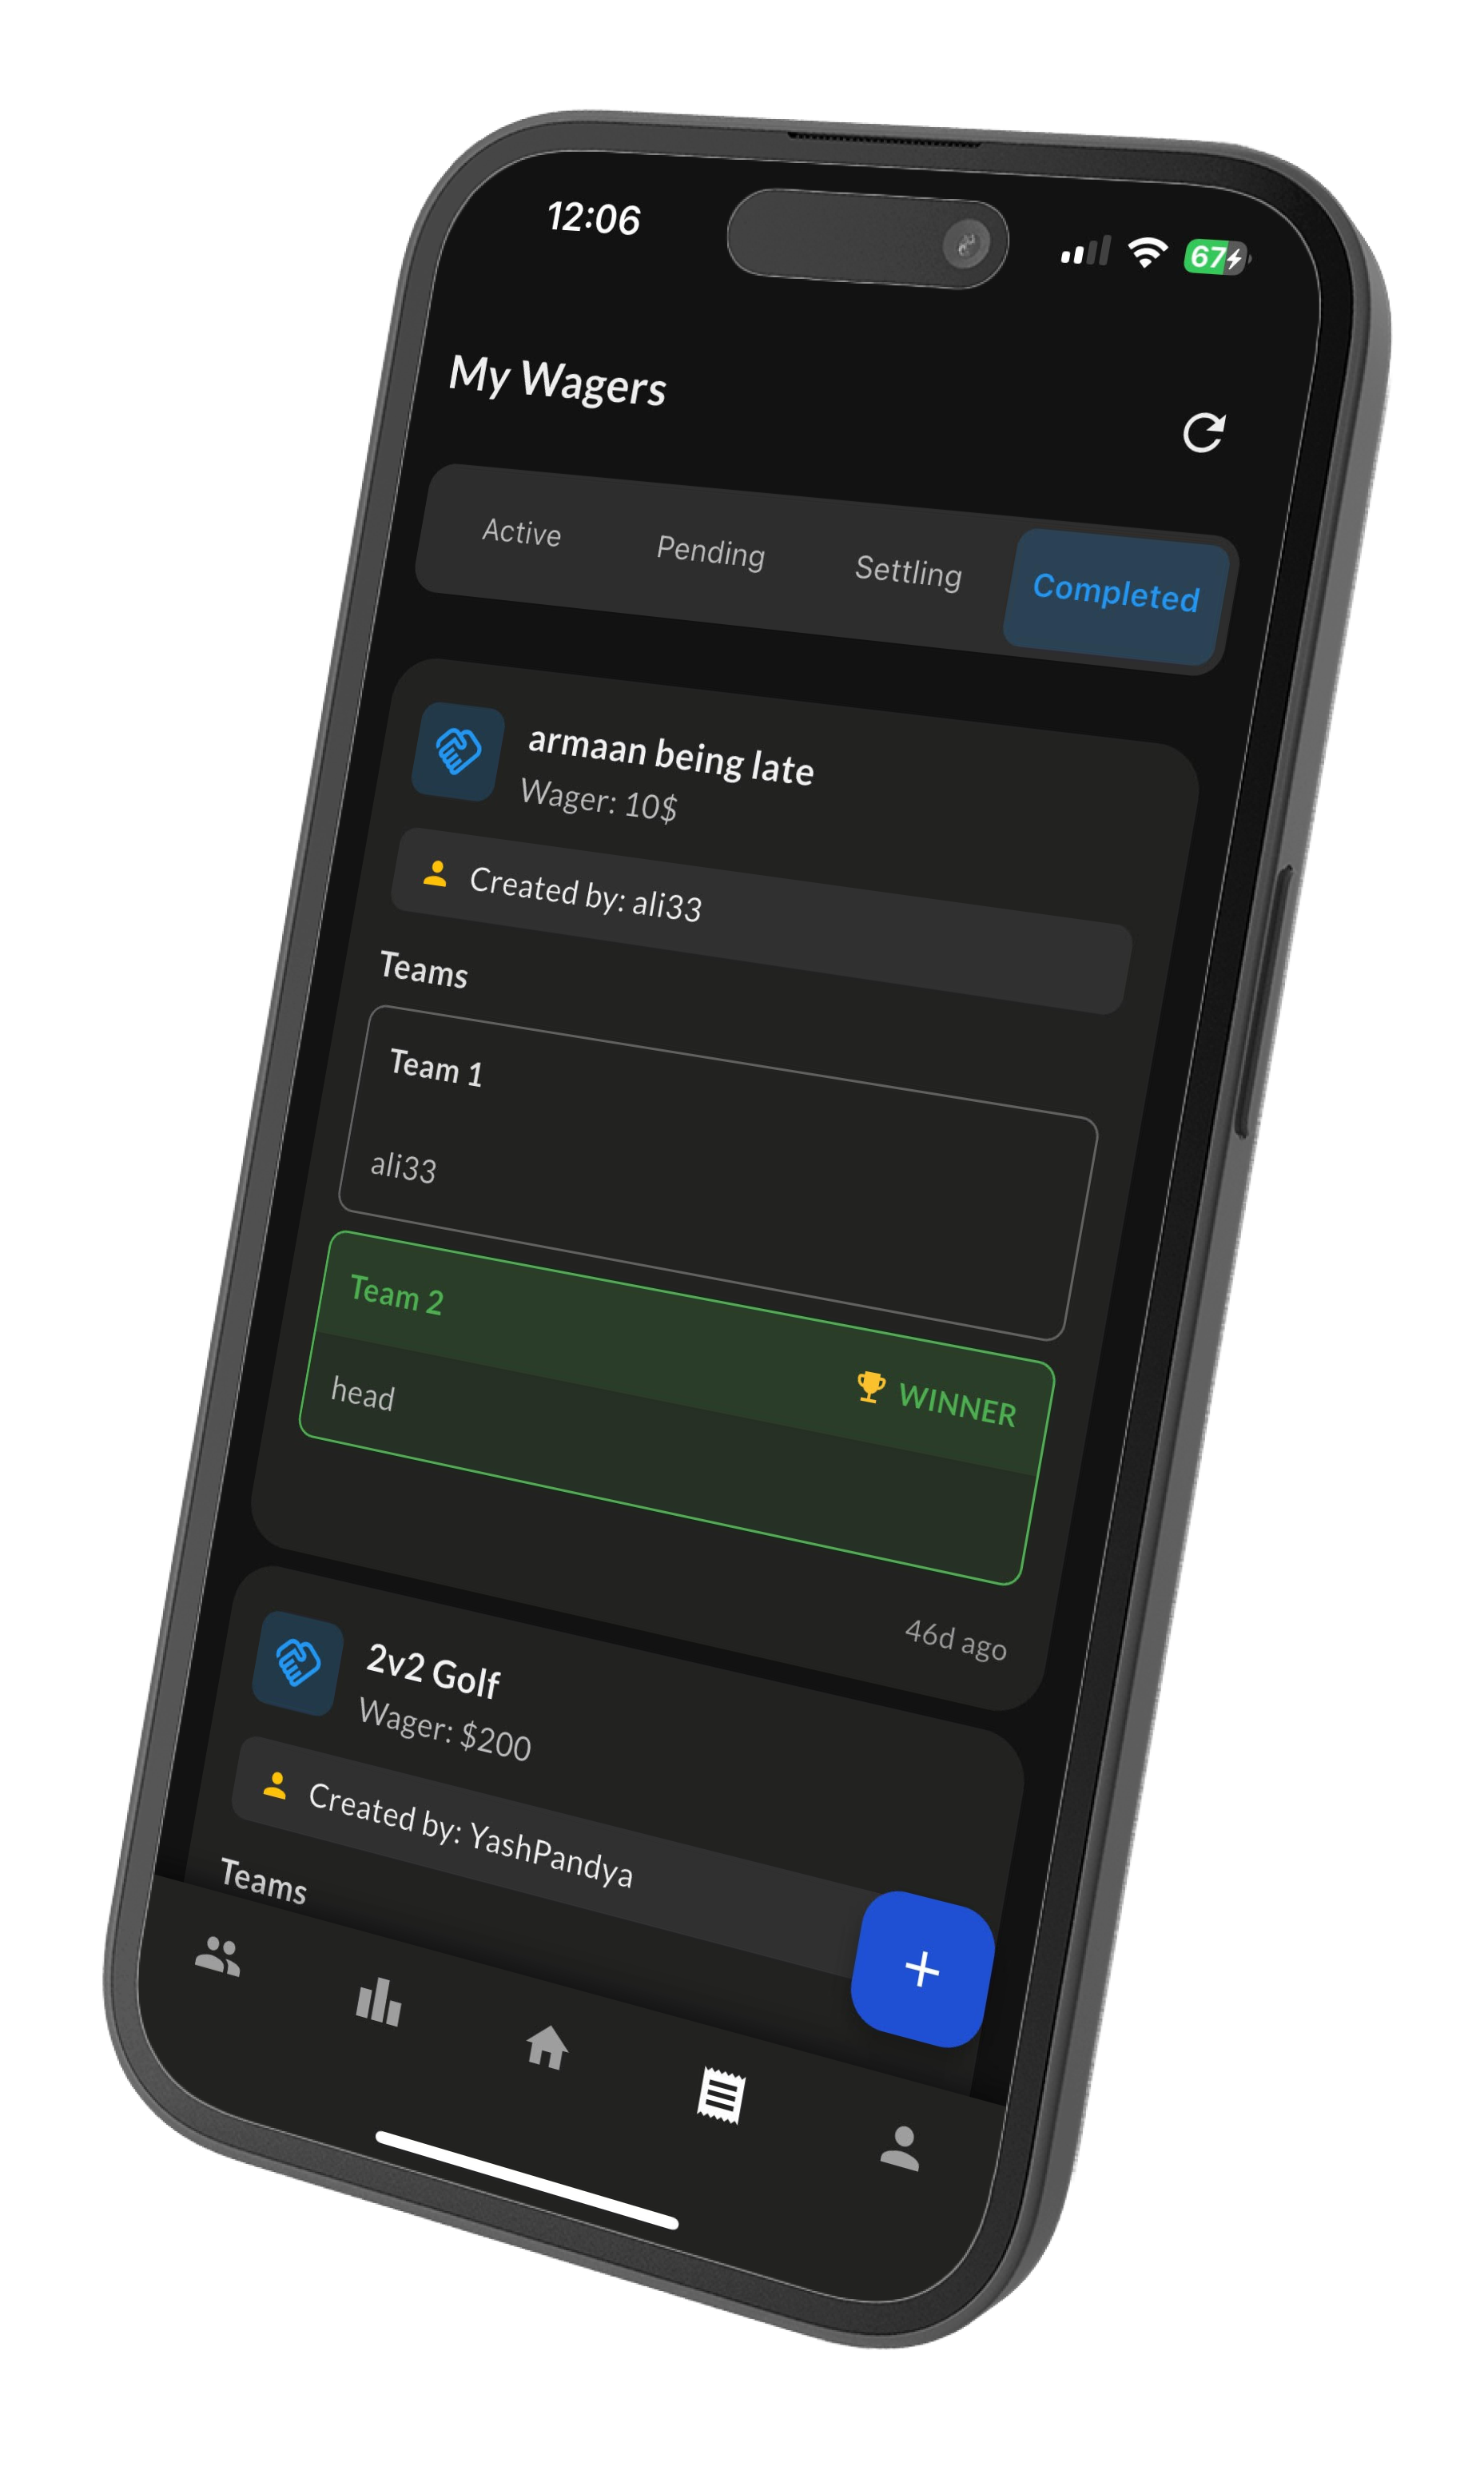 12:06
67
My Wagers
Active
Pending
Settling
Completed
armaan being late
Wager: 10$
Created by: ali33
Teams
Team 1
ali33
Team 2
WINNER
head
46d ago
2v2 Golf
Wager: $200
Created by: YashPandya
Teams